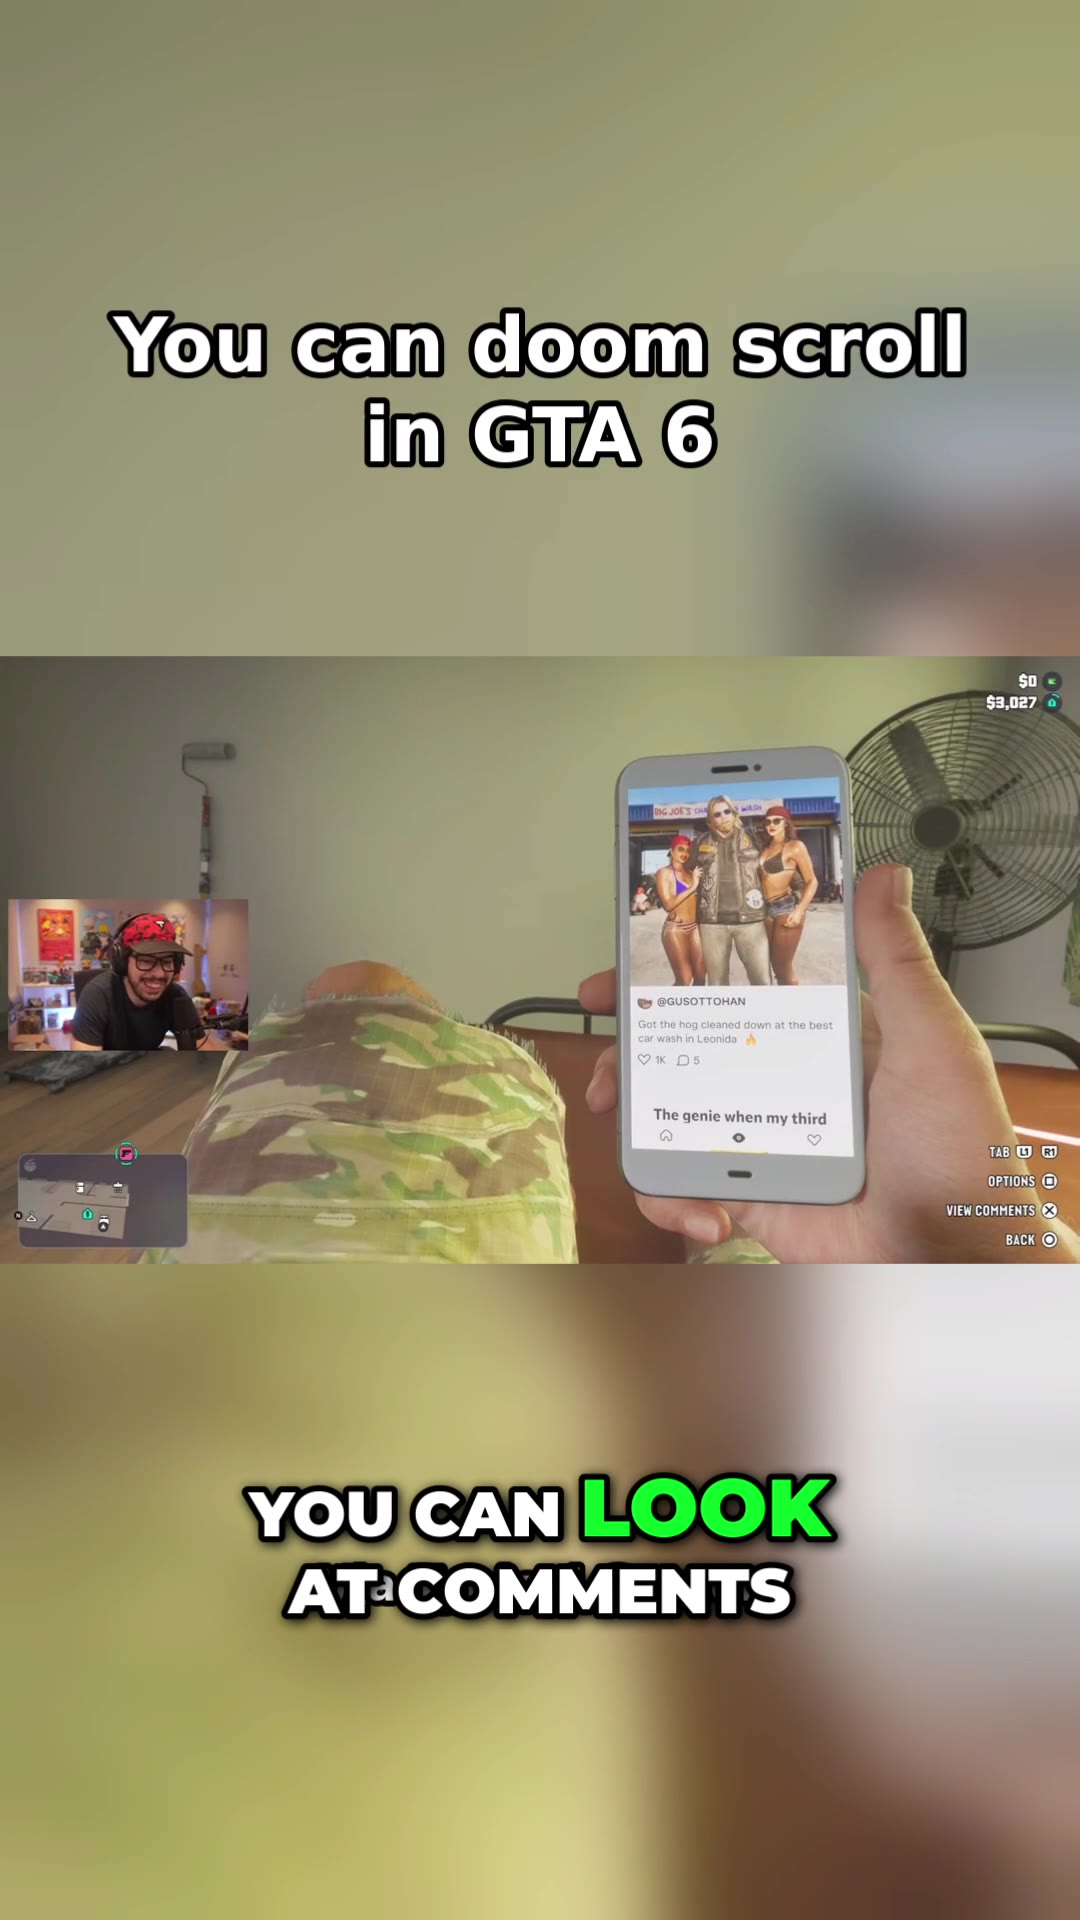 You can doom scroll
in GTA 6
$0
$3,027
BIG JOE'S
WASH
@GUSOTTOHAN
Got the hog cleaned down at the best
car wash in Leonida 🔥
1K 5
The genie when my third
TAB L1 R1
OPTIONS
VIEW COMMENTS
BACK
N
YOU CAN LOOK
AT COMMENTS